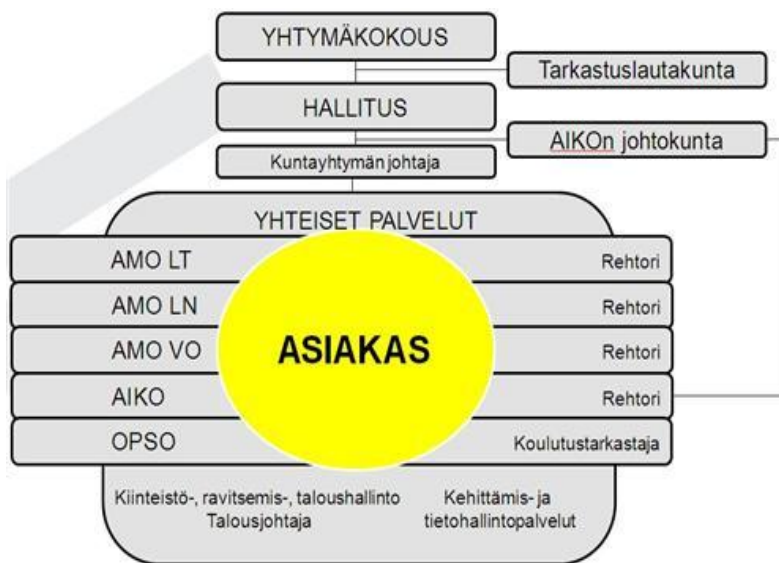 YHTYMÄKOKOUS
Tarkastuslautakunta
HALLITUS
AIKOn johtokunta
Kuntayhtymän johtaja
YHTEISET PALVELUT
AMO LT Rehtori
AMO LN Rehtori
AMO VO Rehtori
ASIAKAS
AIKO Rehtori
OPSO Koulutustarkastaja
Kiinteistö-, ravitsemis-, taloushallinto
Talousjohtaja
Kehittämis- ja
tietohallintopalvelut